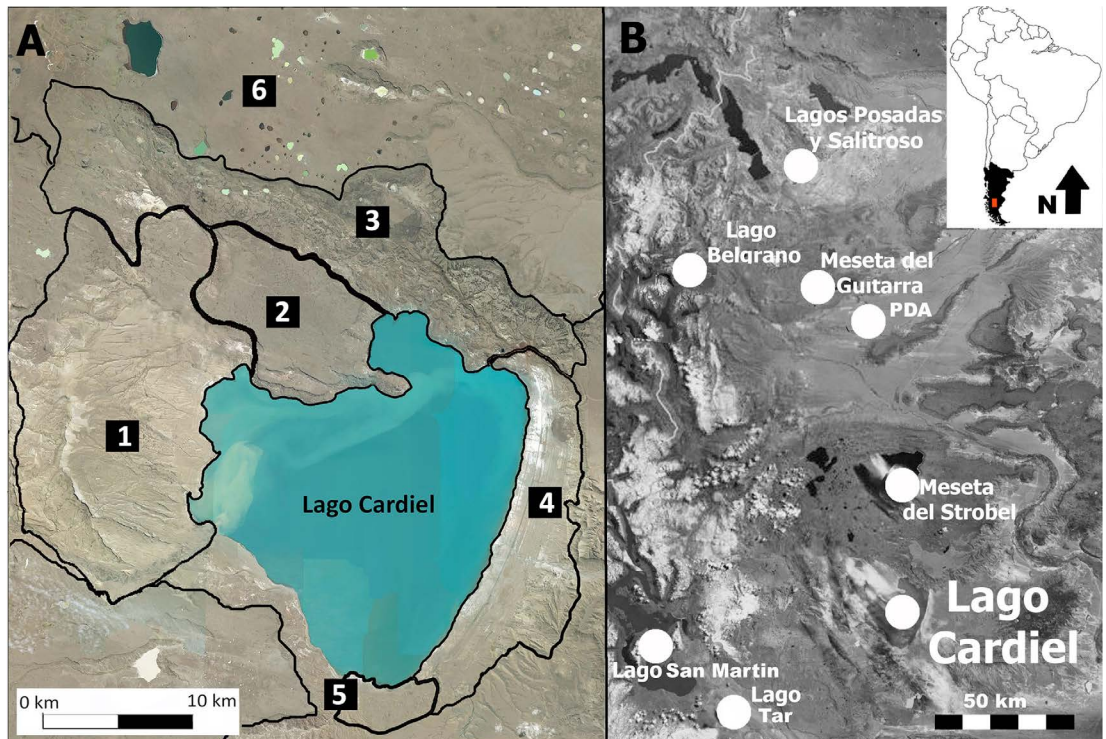 A
6
3
2
1
Lago Cardiel
4
5
0 km
10 km
B
N
Lagos Posadas
y Salitroso
Lago
Belgrano
Meseta del
Guitarra
PDA
Meseta
del Strobel
Lago
Cardiel
Lago San Martin
Lago
Tar
50 km